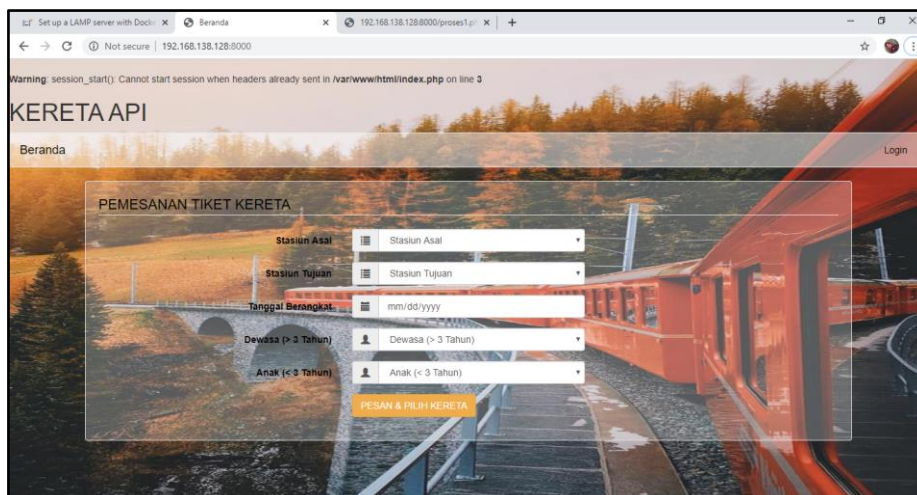 Set up a LAMP server with Docke
Beranda
192.168.138.128:8000/proses1.p
Not secure | 192.168.138.128:8000
Warning: session_start(): Cannot start session when headers already sent in /var/www/html/index.php on line 3
KERETA API
Beranda
Login
PEMESANAN TIKET KERETA
Stasiun Asal
Stasiun Asal
Stasiun Tujuan
Stasiun Tujuan
Tanggal Berangkat
mm/dd/yyyy
Dewasa (> 3 Tahun)
Dewasa (> 3 Tahun)
Anak (< 3 Tahun)
Anak (< 3 Tahun)
PESAN & PILIH KERETA